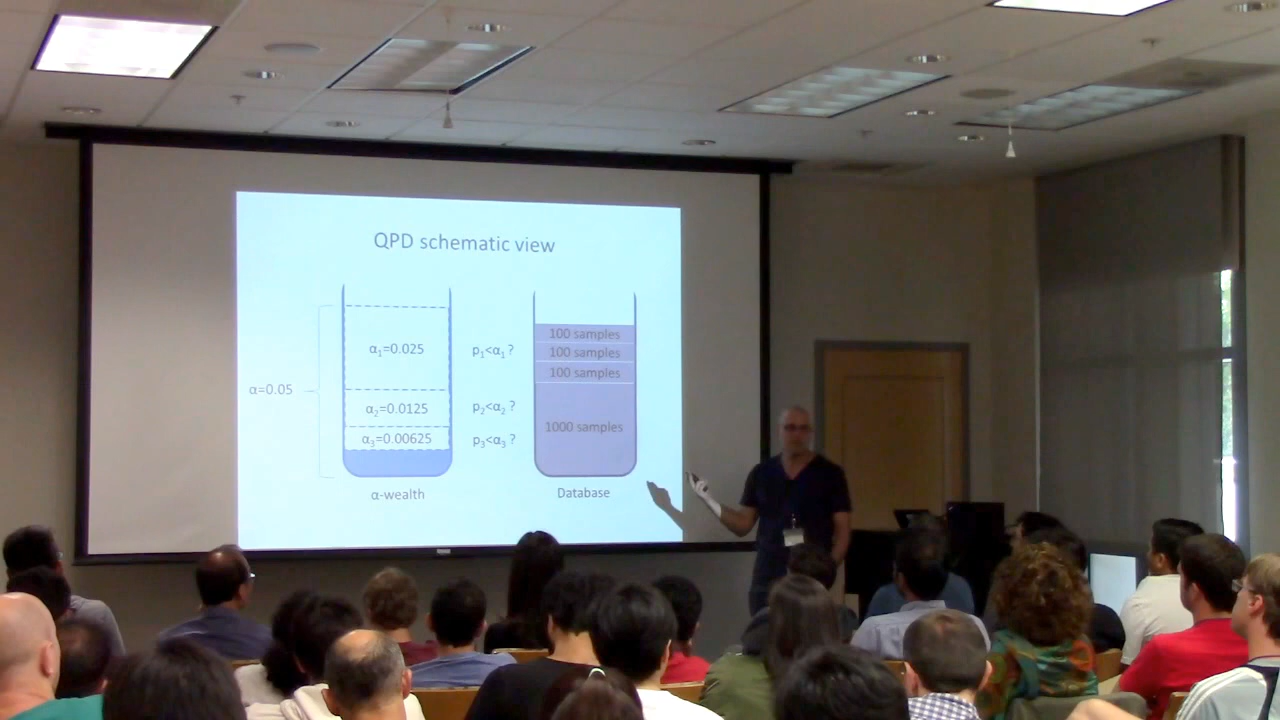 QPD schematic view
α=0.05
α₁=0.025
α₂=0.0125
α₃=0.00625
α-wealth
p₁<α₁ ?
p₂<α₂ ?
p₃<α₃ ?
100 samples
100 samples
100 samples
1000 samples
Database